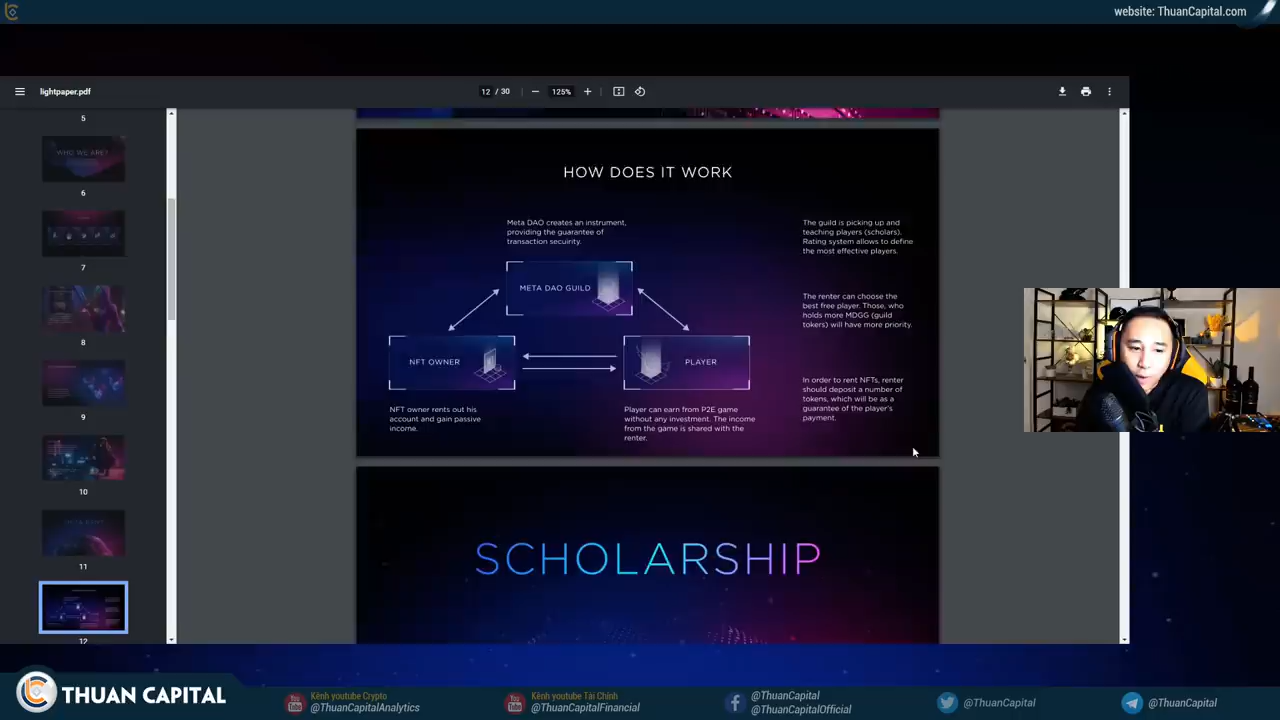 website: ThuanCapital.com
lightpaper.pdf
12 / 30
125%
5
WHO WE ARE?
6
7
8
9
10
11
12
HOW DOES IT WORK
Meta DAO creates an instrument,
providing the guarantee of
transaction secuirity.
META DAO GUILD
NFT OWNER
PLAYER
NFT owner rents out his
account and gain passive
income.
Player can earn from P2E game
without any investment. The income
from the game is shared with the
renter.
The guild is picking up and
teaching players (scholars).
Rating system allows to define
the most effective players.
The renter can choose the
best free player. Those, who
holds more MDGG (guild
tokens) will have more priority.
In order to rent NFTs, renter
should deposit a number of
tokens, which will be as a
guarantee of the player's
payment.
SCHOLARSHIP
THUAN CAPITAL
Kênh youtube Crypto
@ThuanCapitalAnalytics
Kênh youtube Tài Chính
@ThuanCapitalFinancial
@ThuanCapital
@ThuanCapitalOfficial
@ThuanCapital
@ThuanCapital